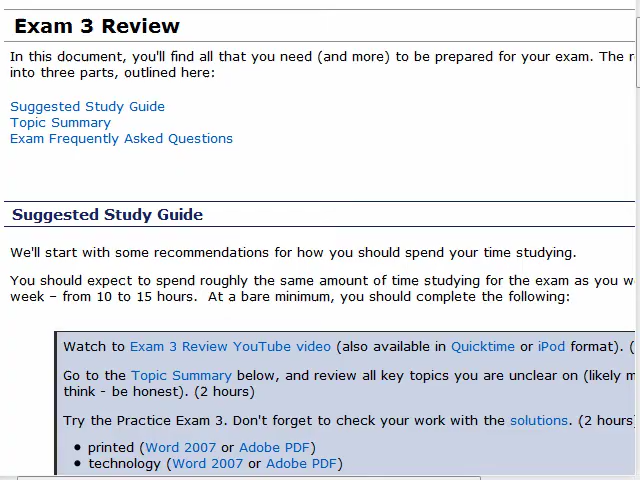 Exam 3 Review
In this document, you'll find all that you need (and more) to be prepared for your exam. The
into three parts, outlined here:
Suggested Study Guide
Topic Summary
Exam Frequently Asked Questions
Suggested Study Guide
We'll start with some recommendations for how you should spend your time studying.
You should expect to spend roughly the same amount of time studying for the exam as you
week – from 10 to 15 hours. At a bare minimum, you should complete the following:
Watch to Exam 3 Review YouTube video (also available in Quicktime or iPod format). (
Go to the Topic Summary below, and review all key topics you are unclear on (likely
think - be honest). (2 hours)
Try the Practice Exam 3. Don't forget to check your work with the solutions. (2 hours)
• printed (Word 2007 or Adobe PDF)
• technology (Word 2007 or Adobe PDF)